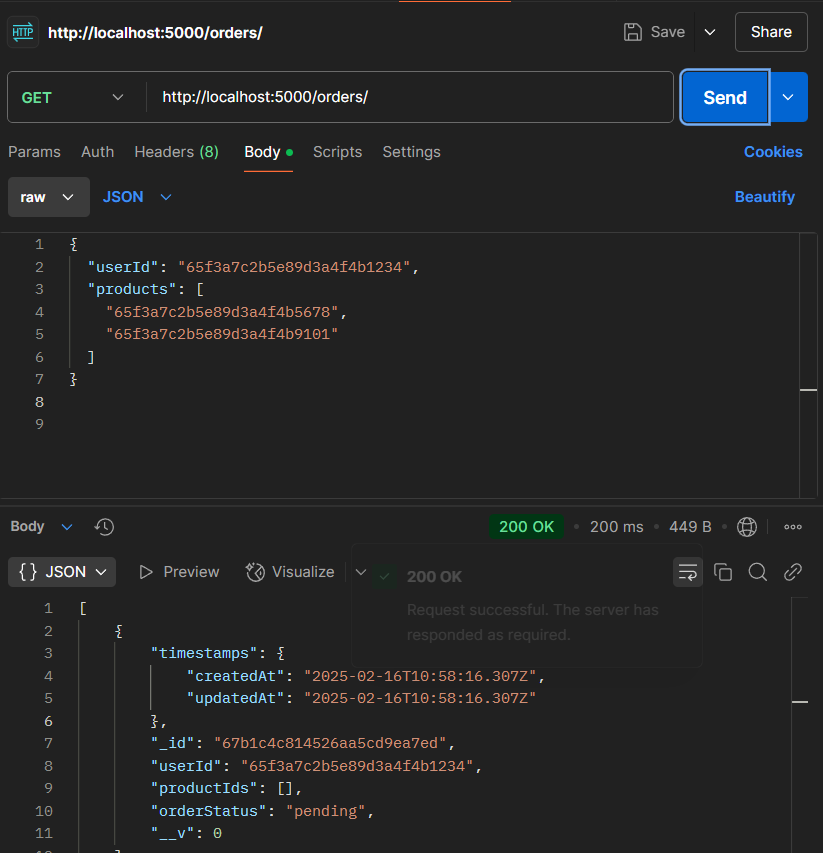 HTTP http://localhost:5000/orders/ Save Share
GET http://localhost:5000/orders/ Send
Params Auth Headers (8) Body Scripts Settings Cookies
raw JSON Beautify
1 {
2 "userId": "65f3a7c2b5e89d3a4f4b1234",
3 "products": [
4 "65f3a7c2b5e89d3a4f4b5678",
5 "65f3a7c2b5e89d3a4f4b9101"
6 ]
7 }
8
9
Body 200 OK 200 ms 449 B
{} JSON Preview Visualize
200 OK
Request successful. The server has
responded as required.
1 [
2 {
3 "timestamps": {
4 "createdAt": "2025-02-16T10:58:16.307Z",
5 "updatedAt": "2025-02-16T10:58:16.307Z"
6 },
7 "_id": "67b1c4c814526aa5cd9ea7ed",
8 "userId": "65f3a7c2b5e89d3a4f4b1234",
9 "productIds": [],
10 "orderStatus": "pending",
11 "__v": 0